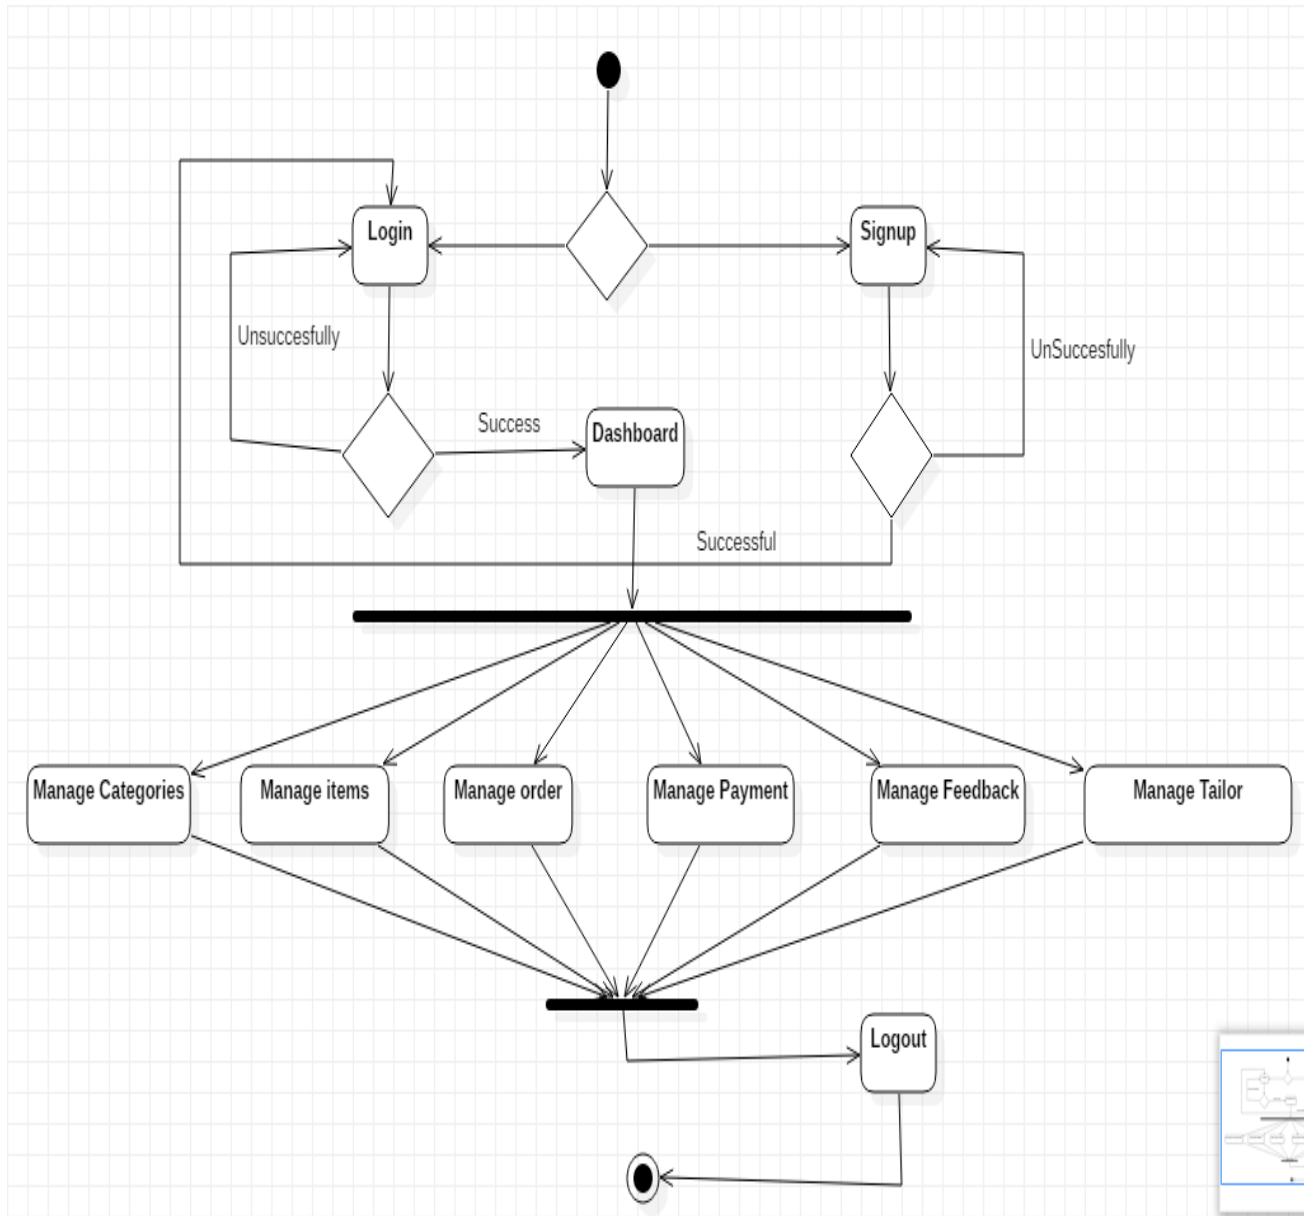 Login
Signup
Unsuccesfully
UnSuccesfully
Success
Dashboard
Successful
Manage Categories
Manage items
Manage order
Manage Payment
Manage Feedback
Manage Tailor
Logout